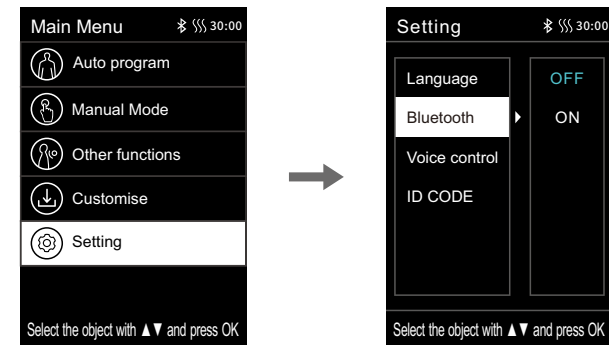 Main Menu 30:00
Auto program
Manual Mode
Other functions
Customise
Setting
Select the object with ▲▼ and press OK
Setting 30:00
Language
Bluetooth
Voice control
ID CODE
OFF
ON
Select the object with ▲▼ and press OK